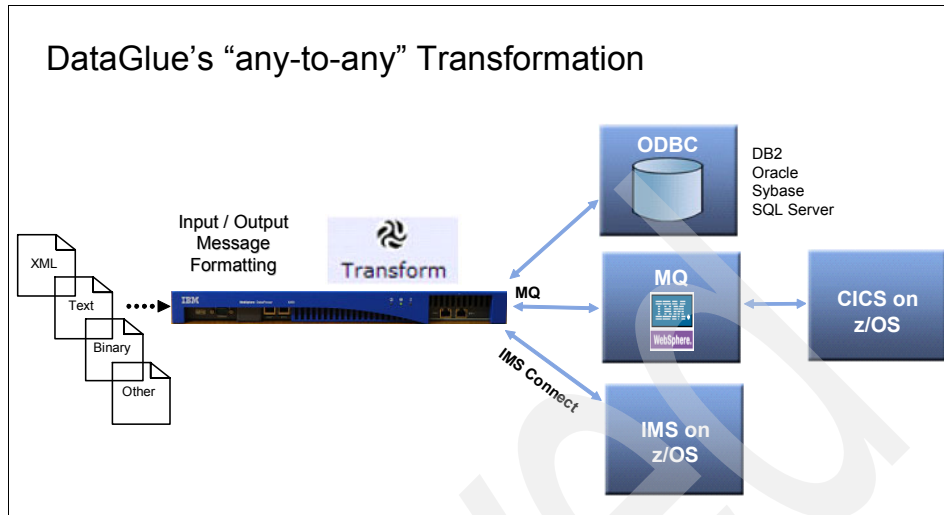 DataGlue's “any-to-any” Transformation
XML
Text
Binary
Other
Input / Output
Message
Formatting
Transform
IBM
ODBC
DB2
Oracle
Sybase
SQL Server
MQ
MQ
IBM.
WebSphere.
CICS on
z/OS
IMS Connect
IMS on
z/OS